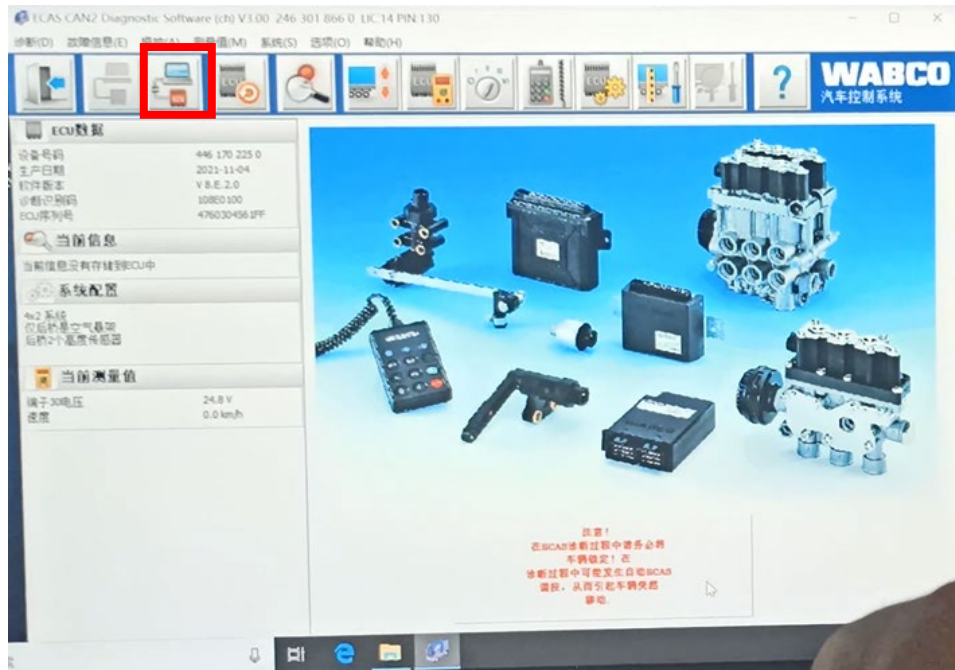 ECAS CAN2 Diagnostic Software (ch) V3.00 246 301 866 0 LIC 14 PIN 130
诊断(D) 故障信息(E) 测量值(M) 系统(S) 选项(O) 帮助(H)
WABCO
汽车控制系统
ECU数据
设备号码 446 170 225 0
生产日期 2021-11-04
软件版本 V 8.E.2.0
诊断识别码 108E0100
ECU序列号 4760304561FF
当前信息
当前信息没有存储到ECU中
系统配置
4x2 系统
仅后桥是空气悬架
后桥2个高度传感器
当前测量值
端子30电压 24.8 V
速度 0.0 km/h
注意!
在ECAS诊断过程中请务必将
车辆锁定!在
诊断过程中可能发生自动ECAS
调控,从而引起车辆突然
移动.